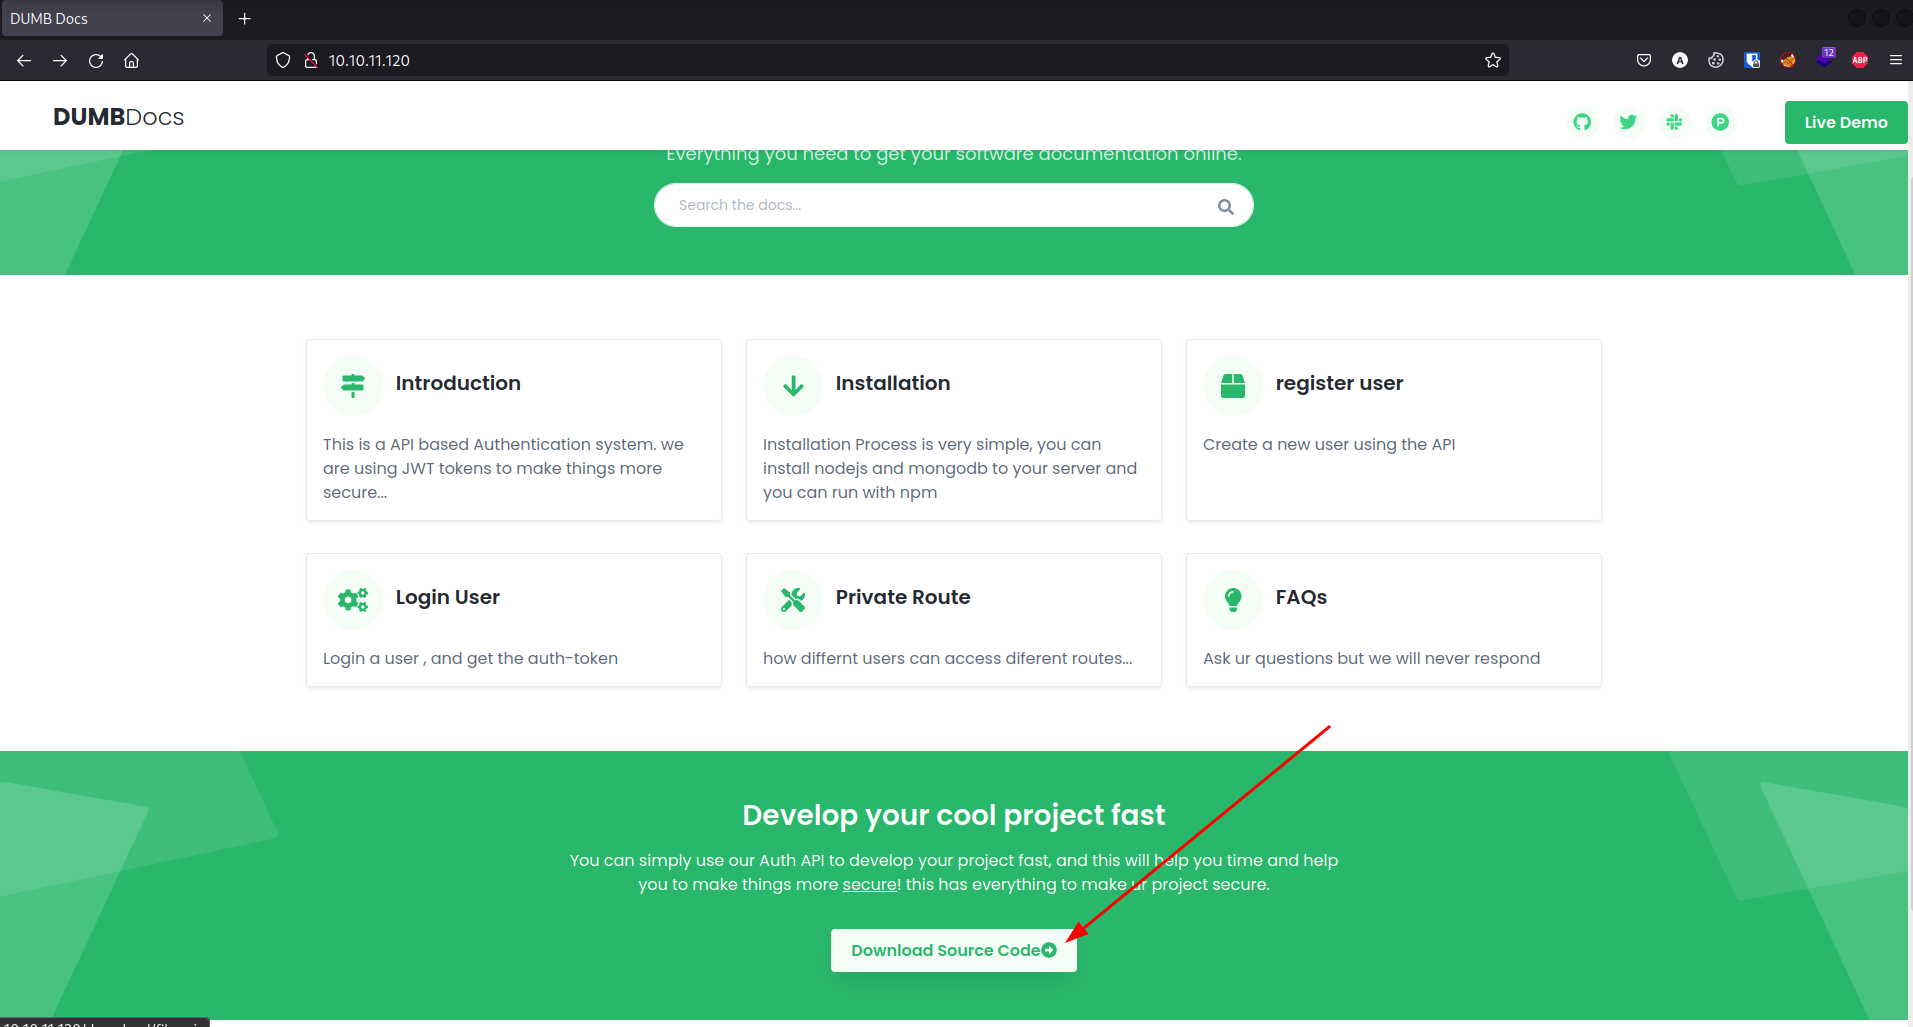 DUMB Docs
10.10.11.120
12
A
ABP
DUMBDocs
Live Demo
Everything you need to get your software documentation online.
Search the docs...
Introduction
This is a API based Authentication system. we
are using JWT tokens to make things more
secure...
Installation
Installation Process is very simple, you can
install nodejs and mongodb to your server and
you can run with npm
register user
Create a new user using the API
Login User
Login a user , and get the auth-token
Private Route
how differnt users can access diferent routes...
FAQs
Ask ur questions but we will never respond
Develop your cool project fast
You can simply use our Auth API to develop your project fast, and this will help you time and help
you to make things more secure! this has everything to make ur project secure.
Download Source Code